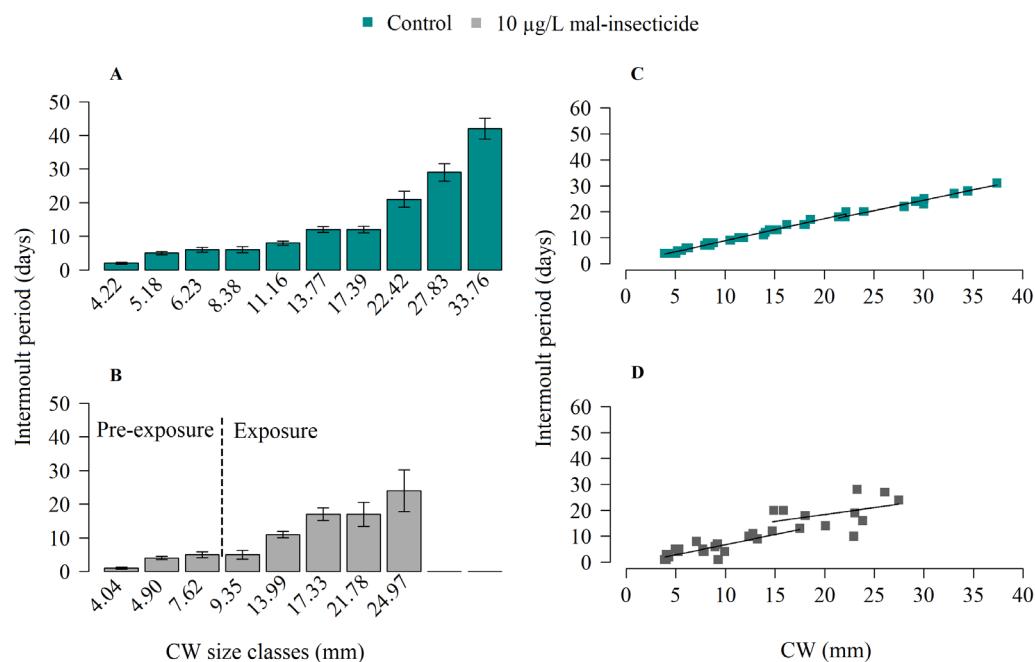 Control 10 µg/L mal-insecticide
A
50
40
30
20
10
0
4.22 5.18 6.23 8.38 11.16 13.77 17.39 22.42 27.83 33.76
B
50
40
30
20
10
0
Pre-exposure Exposure
4.04 4.90 7.62 9.35 13.99 17.33 21.78 24.97
Intermoult period (days)
CW size classes (mm)
C
60
50
40
30
20
10
0
0 5 10 15 20 25 30 35 40
D
60
50
40
30
20
10
0
0 5 10 15 20 25 30 35 40
Intermoult period (days)
CW (mm)